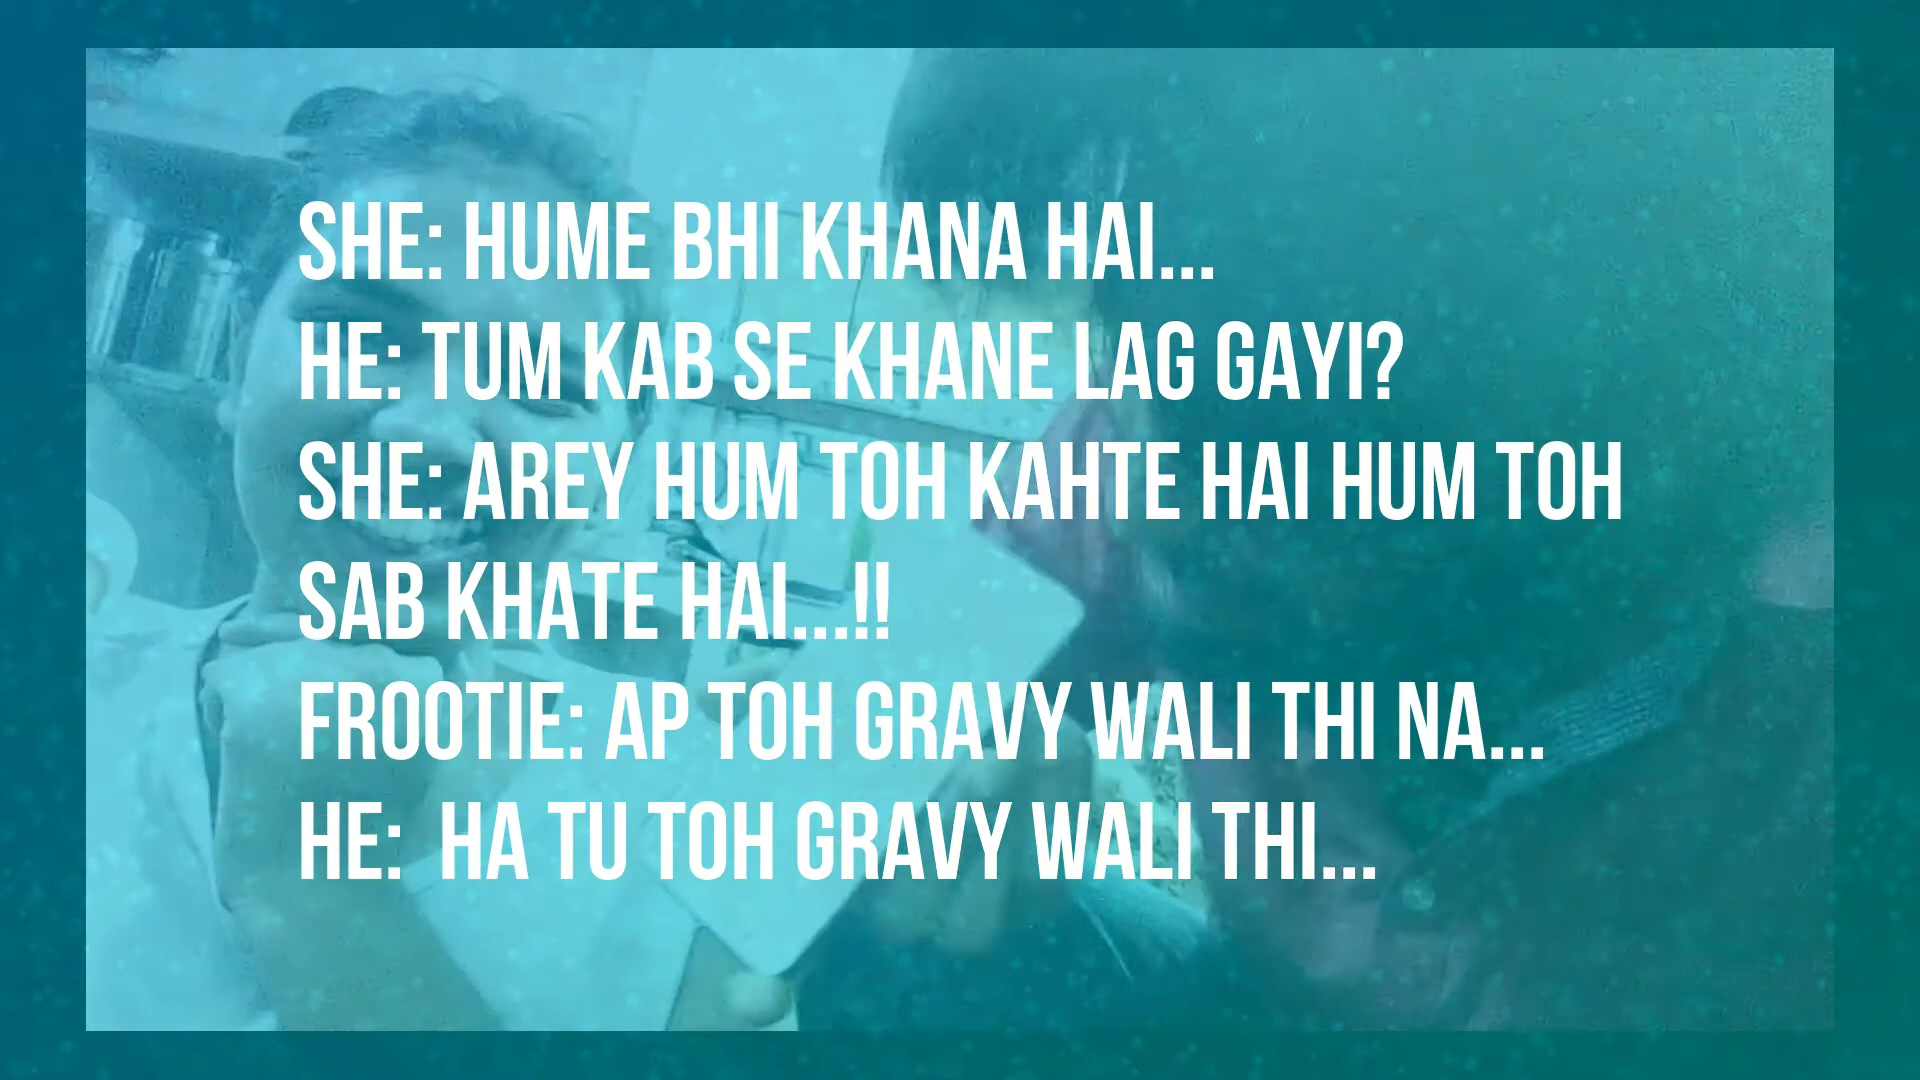 SHE: HUME BHI KHANA HAI...
HE: TUM KAB SE KHANE LAG GAYI?
SHE: AREY HUM TOH KAHTE HAI HUM TOH
SAB KHATE HAI...!!
FROOTIE: AP TOH GRAVY WALI THI NA...
HE: HA TU TOH GRAVY WALI THI...